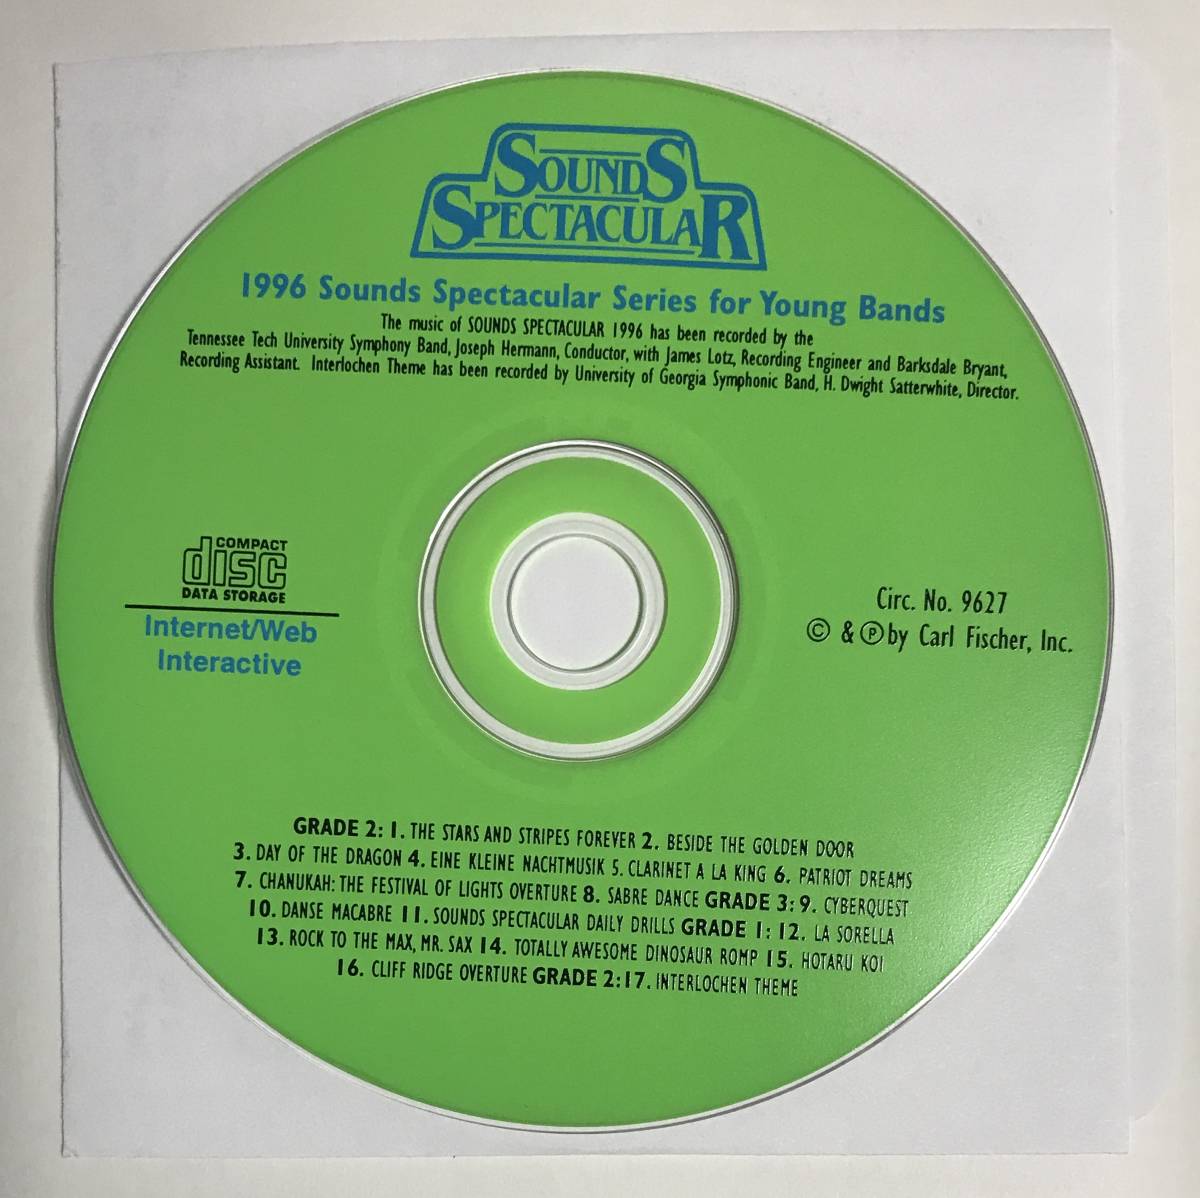 SOUNDS
SPECTACULAR
1996 Sounds Spectacular Series for Young Bands
The music of SOUNDS SPECTACULAR 1996 has been recorded by the
Tennessee Tech University Symphony Band, Joseph Hermann, Conductor, with James Lotz, Recording Engineer and Barksdale Bryant,
Recording Assistant. Interlochen Theme has been recorded by University of Georgia Symphonic Band, H. Dwight Satterwhite, Director.
COMPACT
disc
DATA STORAGE
Internet/Web
Interactive
Circ. No. 9627
© & ℗ by Carl Fischer, Inc.
GRADE 2: 1. THE STARS AND STRIPES FOREVER 2. BESIDE THE GOLDEN DOOR
3. DAY OF THE DRAGON 4. EINE KLEINE NACHTMUSIK 5. CLARINET A LA KING 6. PATRIOT DREAMS
7. CHANUKAH: THE FESTIVAL OF LIGHTS OVERTURE 8. SABRE DANCE GRADE 3: 9. CYBERQUEST
10. DANSE MACABRE 11. SOUNDS SPECTACULAR DAILY DRILLS GRADE 1: 12. LA SORELLA
13. ROCK TO THE MAX, MR. SAX 14. TOTALLY AWESOME DINOSAUR ROMP 15. HOTARU KOI
16. CLIFF RIDGE OVERTURE GRADE 2: 17. INTERLOCHEN THEME